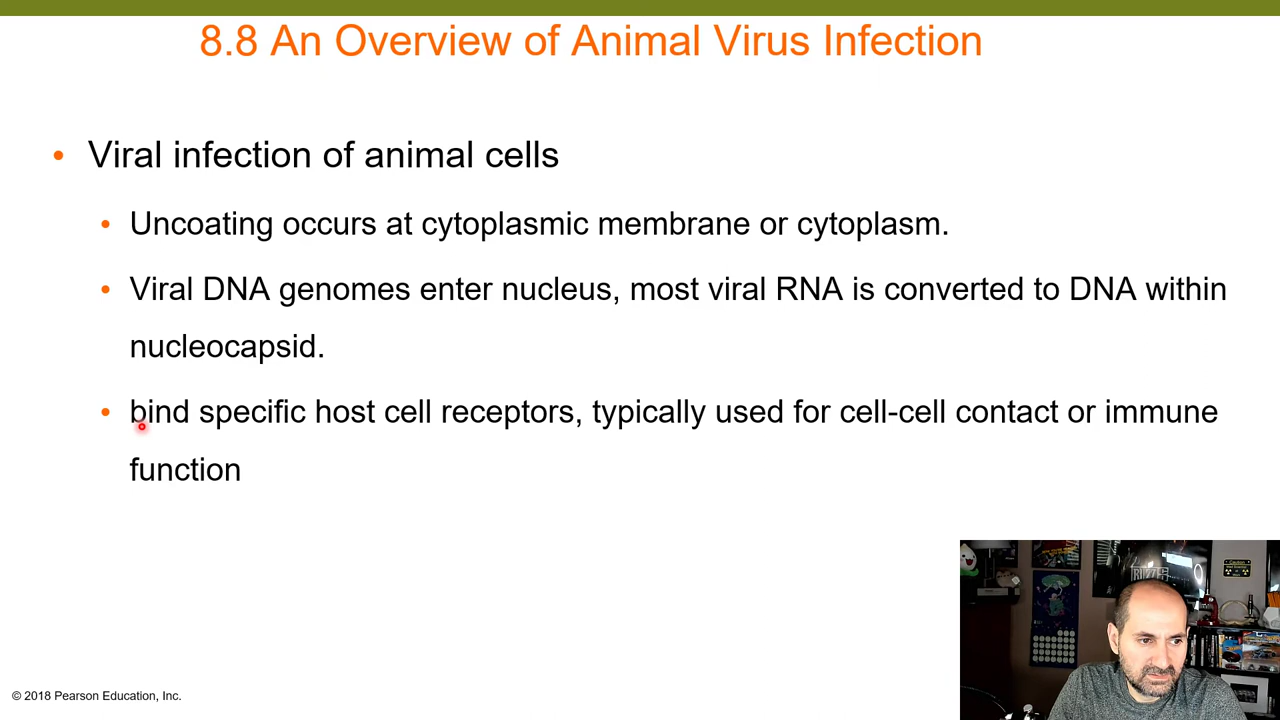 8.8 An Overview of Animal Virus Infection
• Viral infection of animal cells
• Uncoating occurs at cytoplasmic membrane or cytoplasm.
• Viral DNA genomes enter nucleus, most viral RNA is converted to DNA within
nucleocapsid.
• bind specific host cell receptors, typically used for cell-cell contact or immune
function
© 2018 Pearson Education, Inc.